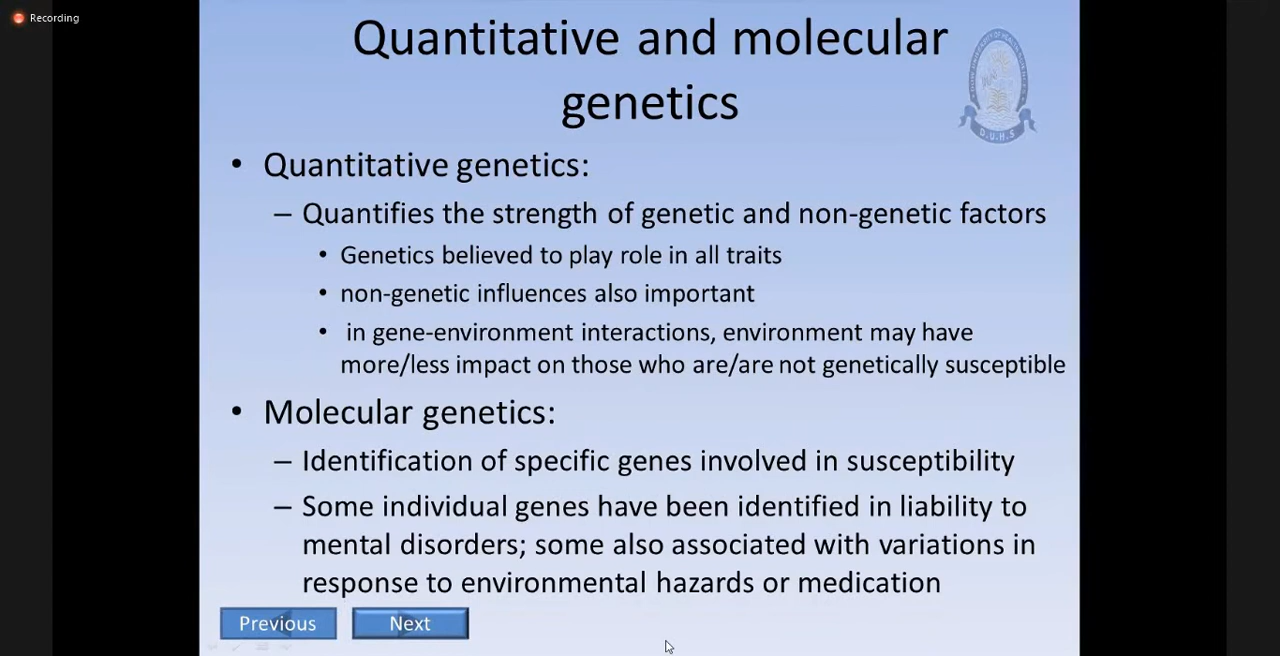 Recording
Quantitative and molecular
genetics
D.U.H.S
• Quantitative genetics:
– Quantifies the strength of genetic and non-genetic factors
• Genetics believed to play role in all traits
• non-genetic influences also important
• in gene-environment interactions, environment may have
more/less impact on those who are/are not genetically susceptible
• Molecular genetics:
– Identification of specific genes involved in susceptibility
– Some individual genes have been identified in liability to
mental disorders; some also associated with variations in
response to environmental hazards or medication
Previous
Next